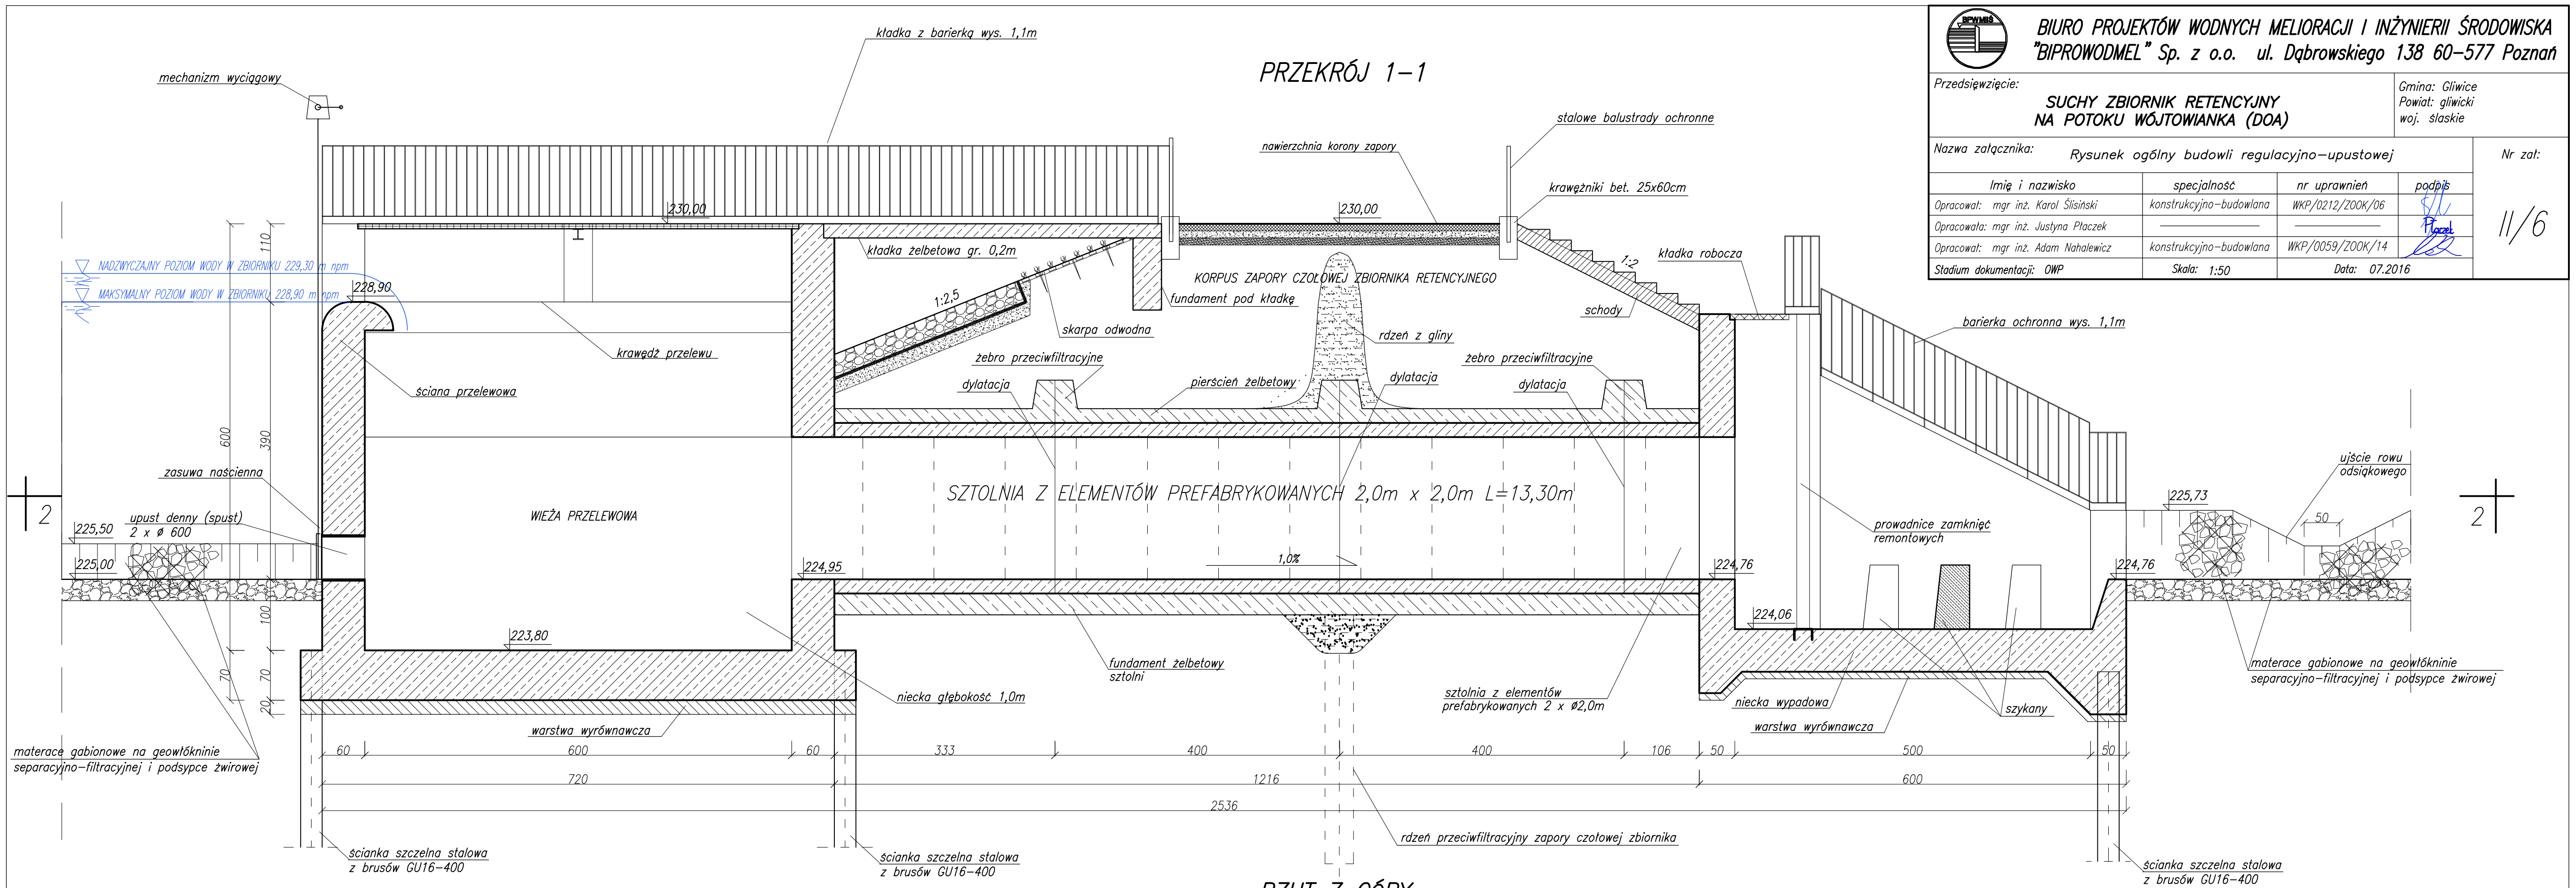 BPWMIŚ
BIURO PROJEKTÓW WODNYCH MELIORACJI I INŻYNIERII ŚRODOWISKA
"BIPROWODMEL" Sp. z o.o. ul. Dąbrowskiego 138 60-577 Poznań
Przedsięwzięcie:
SUCHY ZBIORNIK RETENCYJNY
NA POTOKU WÓJTOWIANKA (DOA)
Gmina: Gliwice
Powiat: gliwicki
woj. ślaskie
Nazwa załącznika: Rysunek ogólny budowli regulacyjno-upustowej
Nr zał:
II/6
Imię i nazwisko specjalność nr uprawnień podpis
Opracował: mgr inż. Karol Ślisiński konstrukcyjno-budowlana WKP/0212/ZOOK/06
Opracowała: mgr inż. Justyna Płaczek
Płaczek
Opracował: mgr inż. Adam Nahalewicz konstrukcyjno-budowlana WKP/0059/ZOOK/14
Stadium dokumentacji: OWP Skala: 1:50 Data: 07.2016
PRZEKRÓJ 1-1
kładka z barierką wys. 1,1m
mechanizm wyciągowy
stalowe balustrady ochronne
nawierzchnia korony zapory
krawężniki bet. 25x60cm
230,00
230,00
kładka żelbetowa gr. 0,2m
1:2
kładka robocza
NADZWYCZAJNY POZIOM WODY W ZBIORNIKU 229,30 m npm
MAKSYMALNY POZIOM WODY W ZBIORNIKU 228,90 m npm
228,90
110
KORPUS ZAPORY CZOŁOWEJ ZBIORNIKA RETENCYJNEGO
1:2,5
fundament pod kładkę
schody
skarpa odwodna
rdzeń z gliny
barierka ochronna wys. 1,1m
krawędź przelewu
ściana przelewowa
żebro przeciwfiltracyjne
żebro przeciwfiltracyjne
dylatacja
pierścień żelbetowy
dylatacja
dylatacja
600
390
zasuwa naścienna
ujście rowu
odsiąkowego
SZTOLNIA Z ELEMENTÓW PREFABRYKOWANYCH 2,0m x 2,0m L=13,30m
WIEŻA PRZELEWOWA
2
2
upust denny (spust)
2 x ø 600
225,50
225,00
225,73
50
prowadnice zamknięć
remontowych
1,0%
224,95
224,76
224,76
100
223,80
224,06
70
70
20
fundament żelbetowy
sztolni
niecka głębokość 1,0m
sztolnia z elementów
prefabrykowanych 2 x ø2,0m
niecka wypadowa
szykany
materace gabionowe na geowłókninie
separacyjno-filtracyjnej i podsypce żwirowej
warstwa wyrównawcza
warstwa wyrównawcza
materace gabionowe na geowłókninie
separacyjno-filtracyjnej i podsypce żwirowej
60 600 60 333 400 400 106 50 500 50
720 1216 600
2536
rdzeń przeciwfiltracyjny zapory czołowej zbiornika
ścianka szczelna stalowa
z brusów GU16-400
ścianka szczelna stalowa
z brusów GU16-400
ścianka szczelna stalowa
z brusów GU16-400
RZUT Z GÓRY